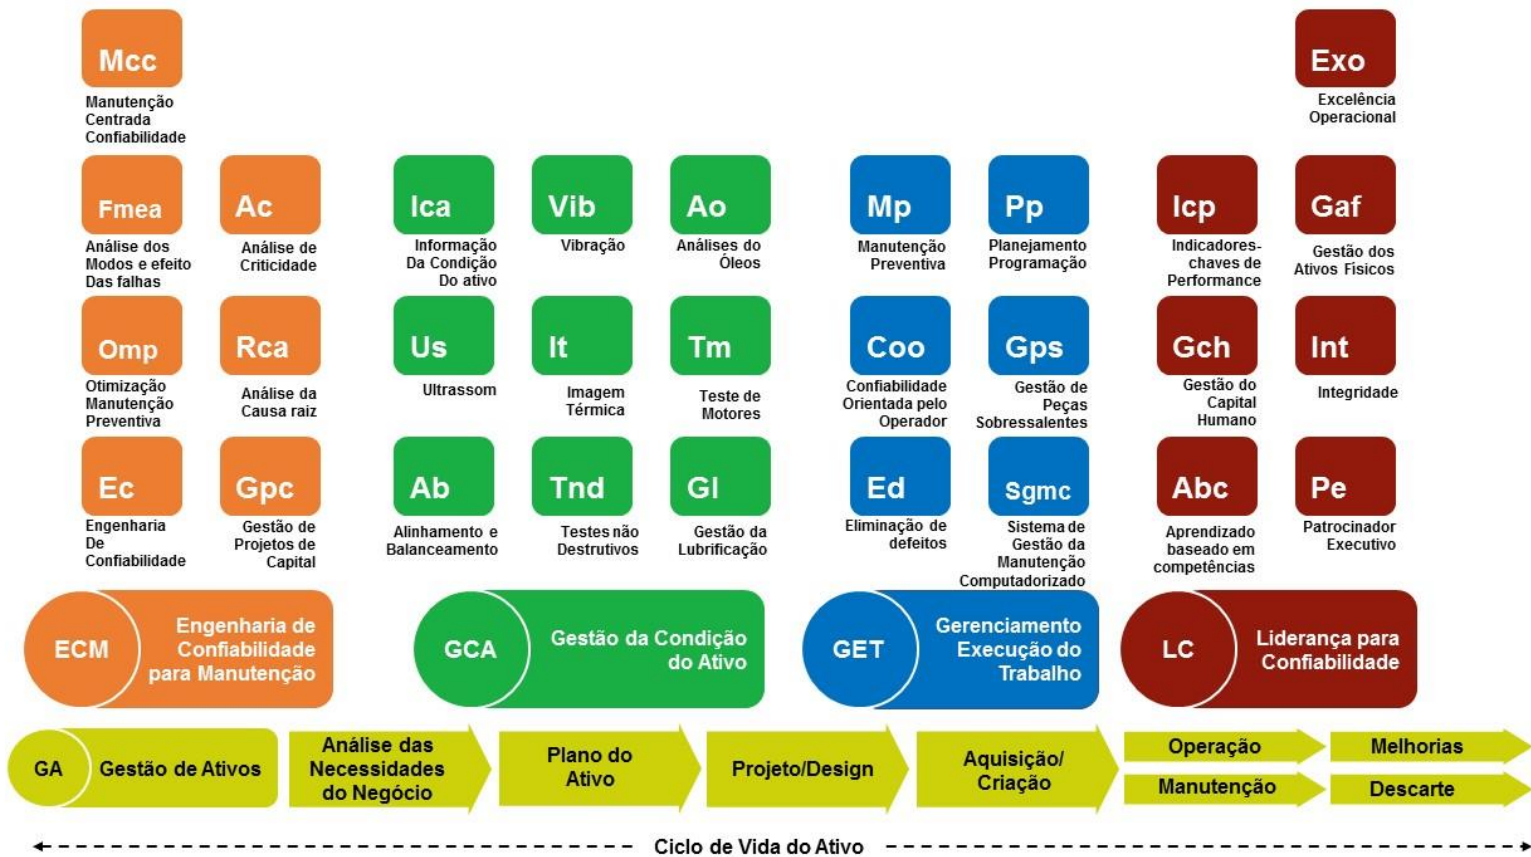 Mcc
Manutenção
Centrada
Confiabilidade
Exo
Excelência
Operacional
Fmea
Análise dos
Modos e efeito
Das falhas
Ac
Análise de
Criticidade
Ica
Informação
Da Condição
Do ativo
Vib
Vibração
Ao
Análises do
Óleos
Mp
Manutenção
Preventiva
Pp
Planejamento
Programação
Icp
Indicadores-
chaves de
Performance
Gaf
Gestão dos
Ativos Físicos
Omp
Otimização
Manutenção
Preventiva
Rca
Análise da
Causa raiz
Us
Ultrassom
It
Imagem
Térmica
Tm
Teste de
Motores
Coo
Confiabilidade
Orientada pelo
Operador
Gps
Gestão de
Peças
Sobressalentes
Gch
Gestão do
Capital
Humano
Int
Integridade
Ec
Engenharia
De
Confiabilidade
Gpc
Gestão de
Projetos de
Capital
Ab
Alinhamento e
Balanceamento
Tnd
Testes não
Destrutivos
Gl
Gestão da
Lubrificação
Ed
Eliminação de
defeitos
Sgmc
Sistema de
Gestão da
Manutenção
Computadorizado
Abc
Aprendizado
baseado em
competências
Pe
Patrocinador
Executivo
ECM
Engenharia de
Confiabilidade
para Manutenção
GCA
Gestão da Condição
do Ativo
GET
Gerenciamento
Execução do
Trabalho
LC
Liderança para
Confiabilidade
GA
Gestão de Ativos
Análise das
Necessidades
do Negócio
Plano do
Ativo
Projeto/Design
Aquisição/
Criação
Operação
Melhorias
Manutenção
Descarte
Ciclo de Vida do Ativo